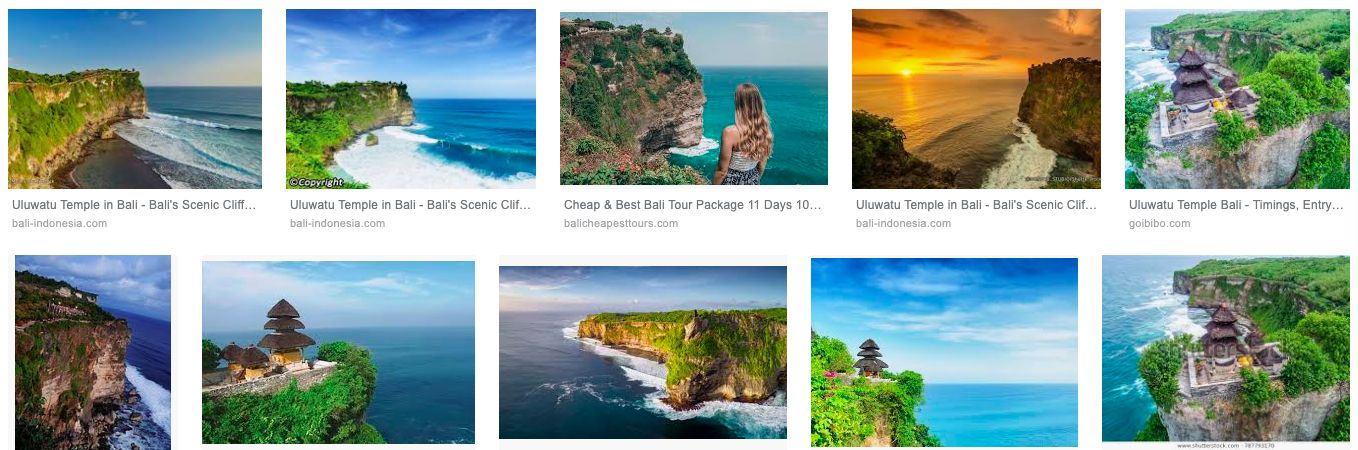 ©Copyright
Uluwatu Temple in Bali - Bali's Scenic Cliff...
Uluwatu Temple in Bali - Bali's Scenic Clif...
Cheap & Best Bali Tour Package 11 Days 10...
Uluwatu Temple in Bali - Bali's Scenic Clif...
Uluwatu Temple Bali - Timings, Entry...
bali-indonesia.com
bali-indonesia.com
balicheapesttours.com
bali-indonesia.com
goibibo.com
www.shutterstock.com · 787793170